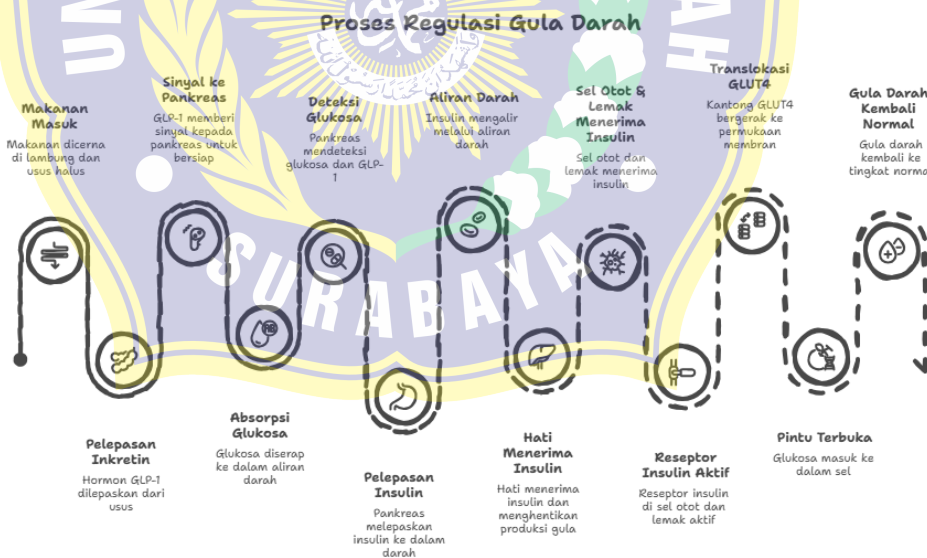 Proses Regulasi Gula Darah
Makanan
Masuk
Makanan dicerna
di lambung dan
usus halus
Pelepasan
Inkretin
Hormon GLP-1
dilepaskan dari
usus
Sinyal ke
Pankreas
GLP-1 memberi
sinyal kepada
pankreas untuk
bersiap
Absorpsi
Glukosa
Glukosa diserap
ke dalam aliran
darah
Deteksi
Glukosa
Pankreas
mendeteksi
glukosa dan GLP-
1
Pelepasan
Insulin
Pankreas
melepaskan
insulin ke dalam
darah
Aliran Darah
Insulin mengalir
melalui aliran
darah
Hati
Menerima
Insulin
Hati menerima
insulin dan
menghentikan
produksi gula
Sel Otot &
Lemak
Menerima
Insulin
Sel otot dan
lemak menerima
insulin
Reseptor
Insulin Aktif
Reseptor insulin
di sel otot dan
lemak aktif
Translokasi
GLUT4
Kantong GLUT4
bergerak ke
permukaan
membran
Pintu Terbuka
Glukosa masuk ke
dalam sel
Gula Darah
Kembali
Normal
Gula darah
kembali ke
tingkat norma
UN
AH
SURABAYA